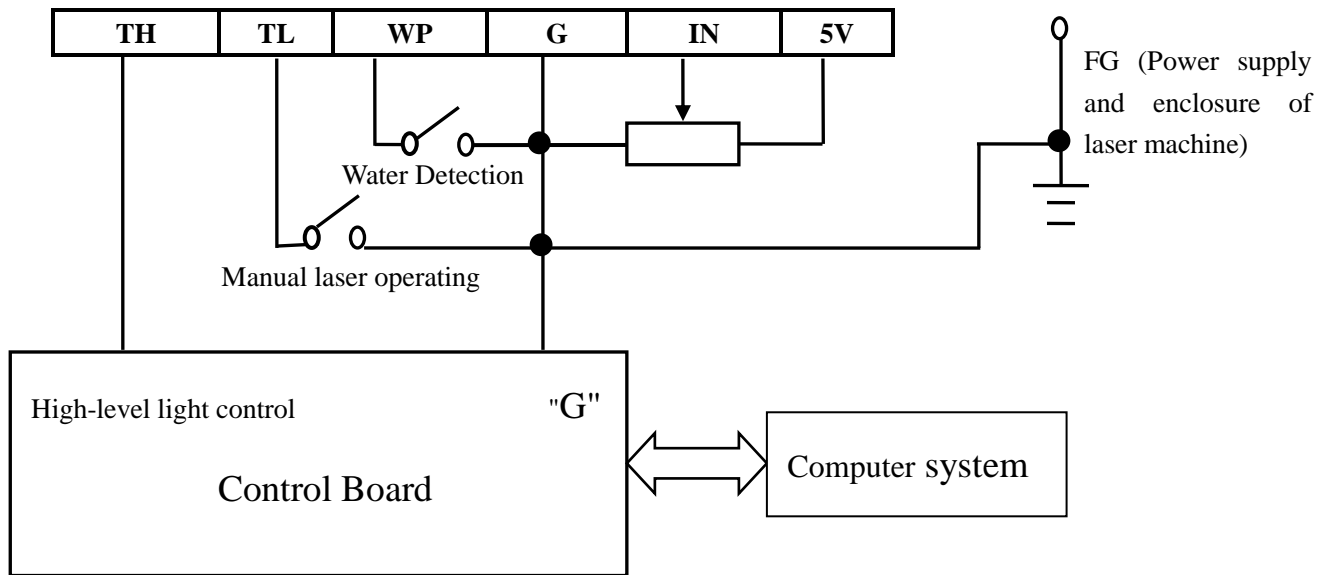 TH TL WP G IN 5V
FG (Power supply
and enclosure of
laser machine)
Water Detection
Manual laser operating
High-level light control "G"
Control Board
Computer system